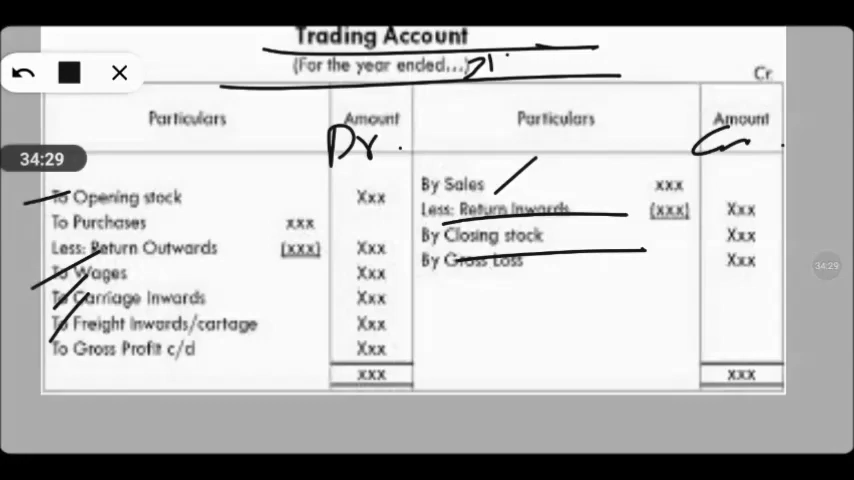 Trading Account
(For the year ended...) 31
Cr.
Particulars Amount Particulars Amount
Dr. Cr.
34:29
To Opening stock Xxx
To Purchases xxx
Less: Return Outwards (xxx) Xxx
To Wages Xxx
To Carriage Inwards Xxx
To Freight Inwards/cartage Xxx
To Gross Profit c/d Xxx
xxx
By Sales xxx
Less: Return Inwards (xxx) Xxx
By Closing stock Xxx
By Gross Loss Xxx
xxx
34:29